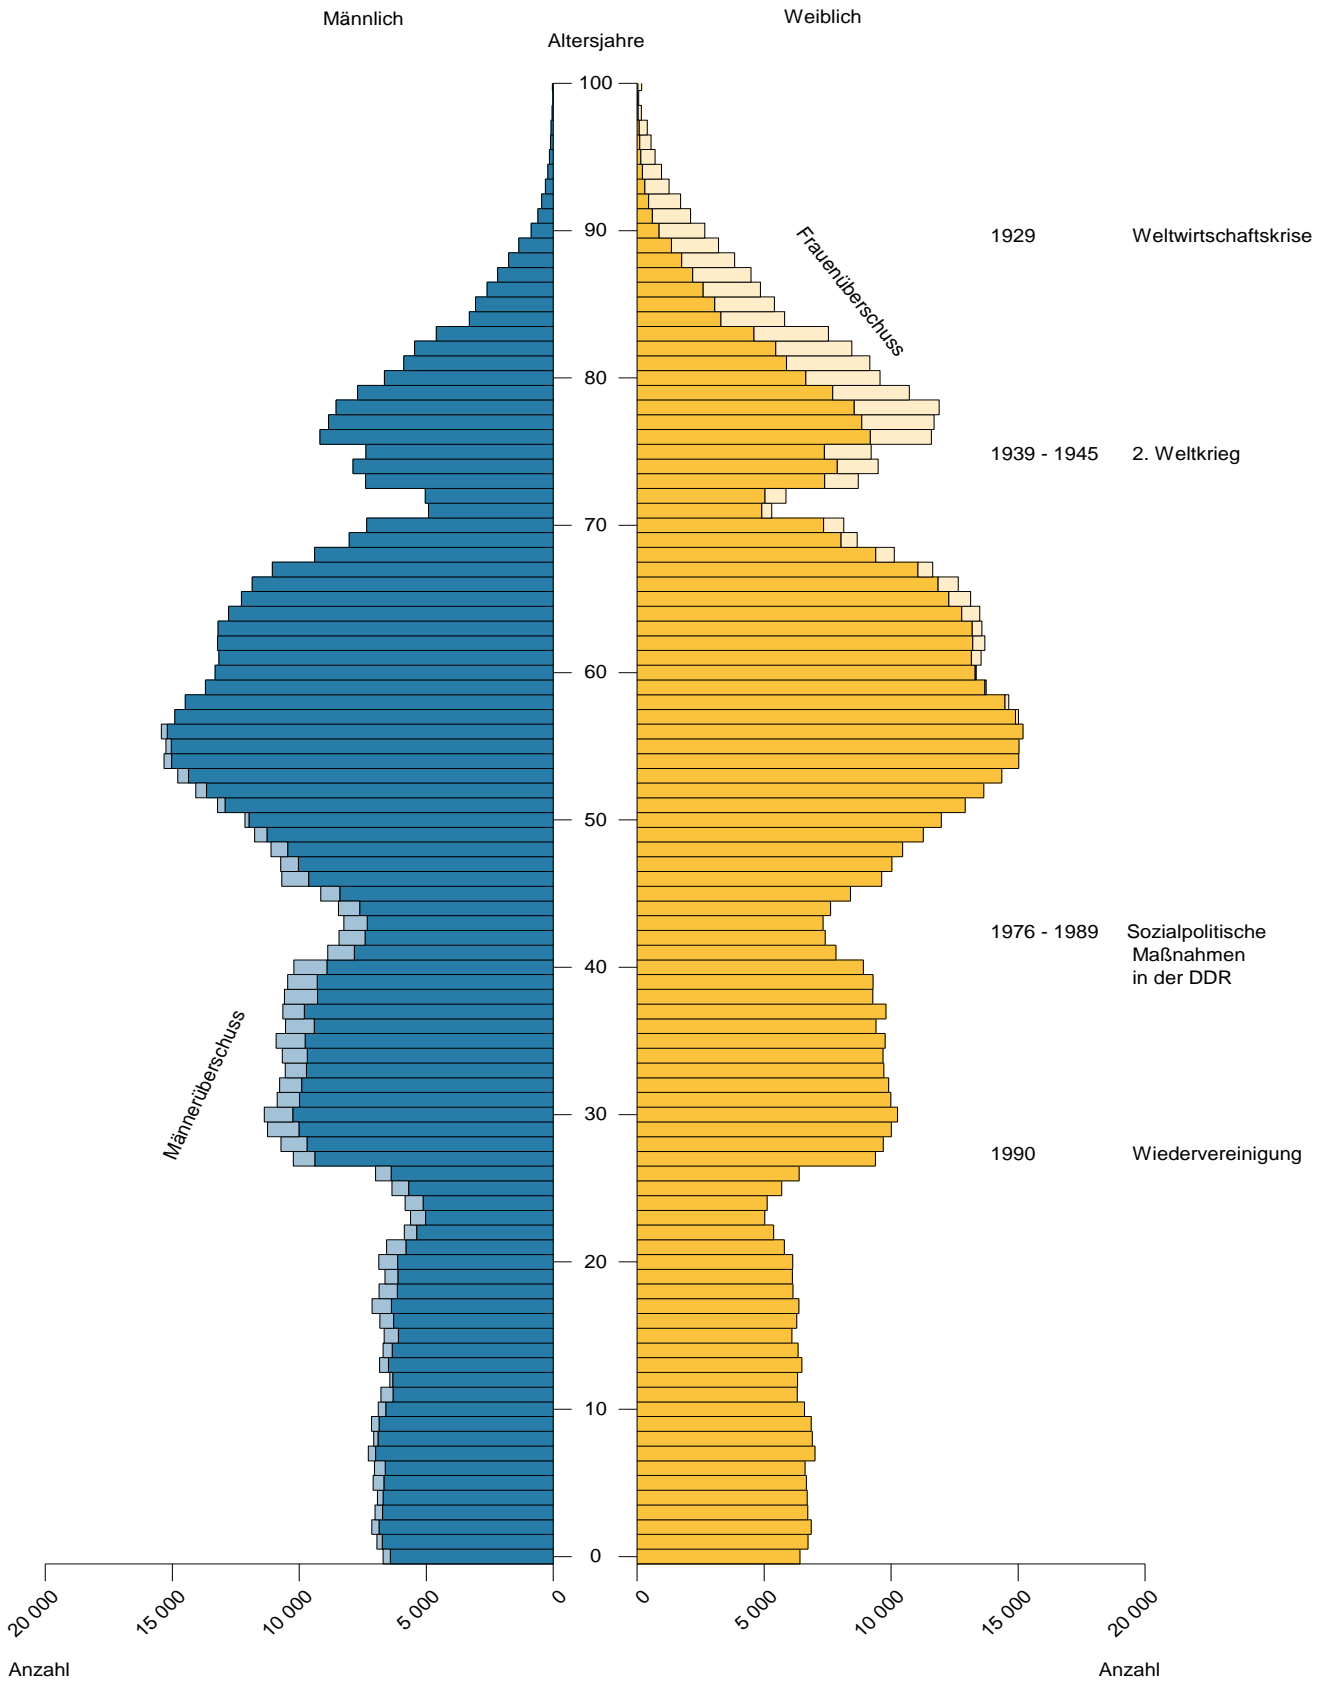 Männlich
Weiblich
Altersjahre
100
90
80
70
60
50
40
30
20
10
0
Frauenüberschuss
Männerüberschuss
1929 Weltwirtschaftskrise
1939 - 1945 2. Weltkrieg
1976 - 1989 Sozialpolitische
Maßnahmen
in der DDR
1990 Wiedervereinigung
20 000
15 000
10 000
5 000
0
0
5 000
10 000
15 000
20 000
Anzahl
Anzahl